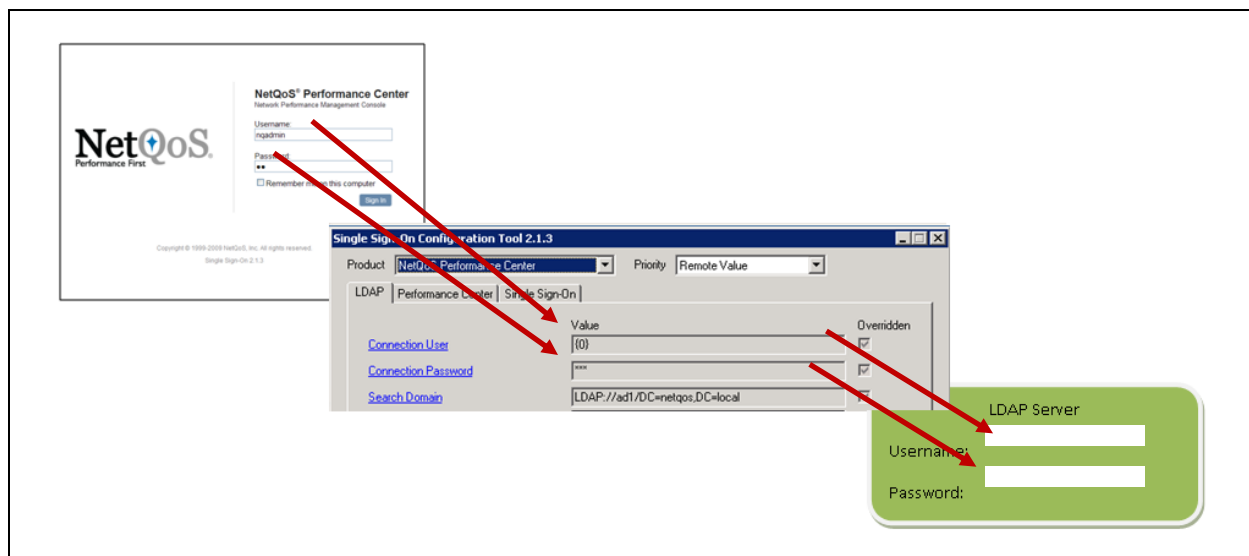 NetQoS® Performance Center
Network Performance Management Console
Username:
nqadmin
NetQoS.
Performance First
Password
••
Remember me on this computer
Sign In
Copyright © 1999-2009 NetQoS, Inc. All rights reserved.
Single Sign-On 2.1.3
Single Sign-On Configuration Tool 2.1.3
Product NetQoS Performance Center Priority Remote Value
LDAP Performance Center Single Sign-On
Value Overridden
Connection User {0}
Connection Password ***
Search Domain LDAP://ad1/DC=netqos,DC=local
LDAP Server
Username:
Password: